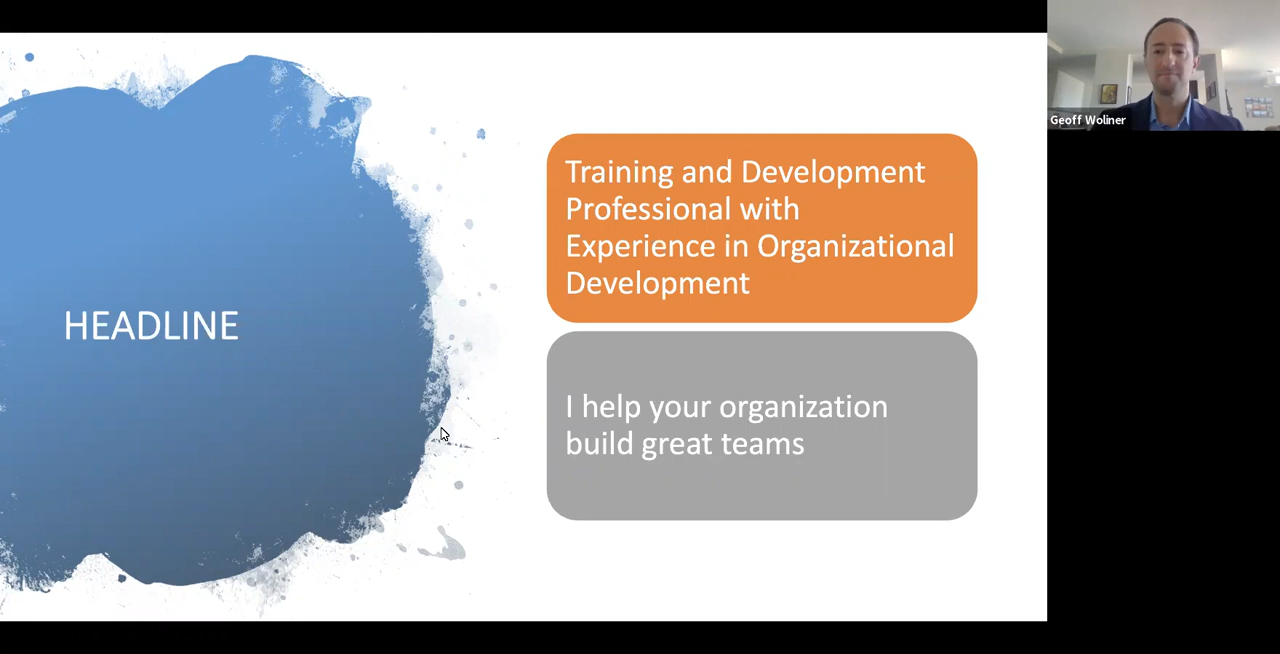 HEADLINE
Training and Development
Professional with
Experience in Organizational
Development
I help your organization
build great teams
Geoff Woliner